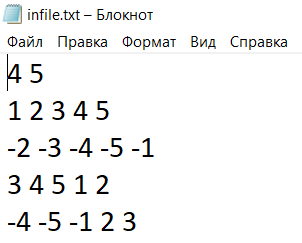 infile.txt – Блокнот
Файл Правка Формат Вид Справка
4 5
1 2 3 4 5
-2 -3 -4 -5 -1
3 4 5 1 2
-4 -5 -1 2 3